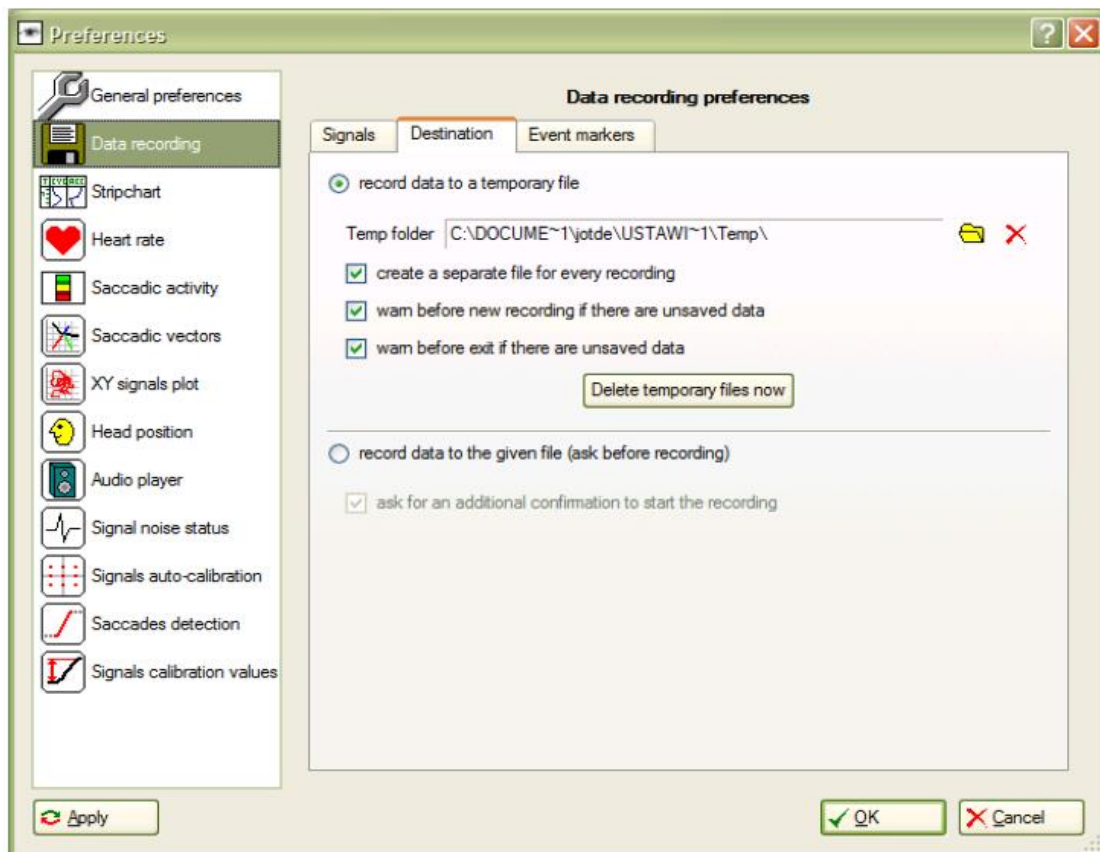 Preferences
General preferences
Data recording
Stripchart
Heart rate
Saccadic activity
Saccadic vectors
XY signals plot
Head position
Audio player
Signal noise status
Signals auto-calibration
Saccades detection
Signals calibration values
Data recording preferences
Signals
Destination
Event markers
record data to a temporary file
Temp folder C:\DOCUME~1\jotde\USTAWI~1\Temp\
create a separate file for every recording
warn before new recording if there are unsaved data
warn before exit if there are unsaved data
Delete temporary files now
record data to the given file (ask before recording)
ask for an additional confirmation to start the recording
Apply
OK
Cancel